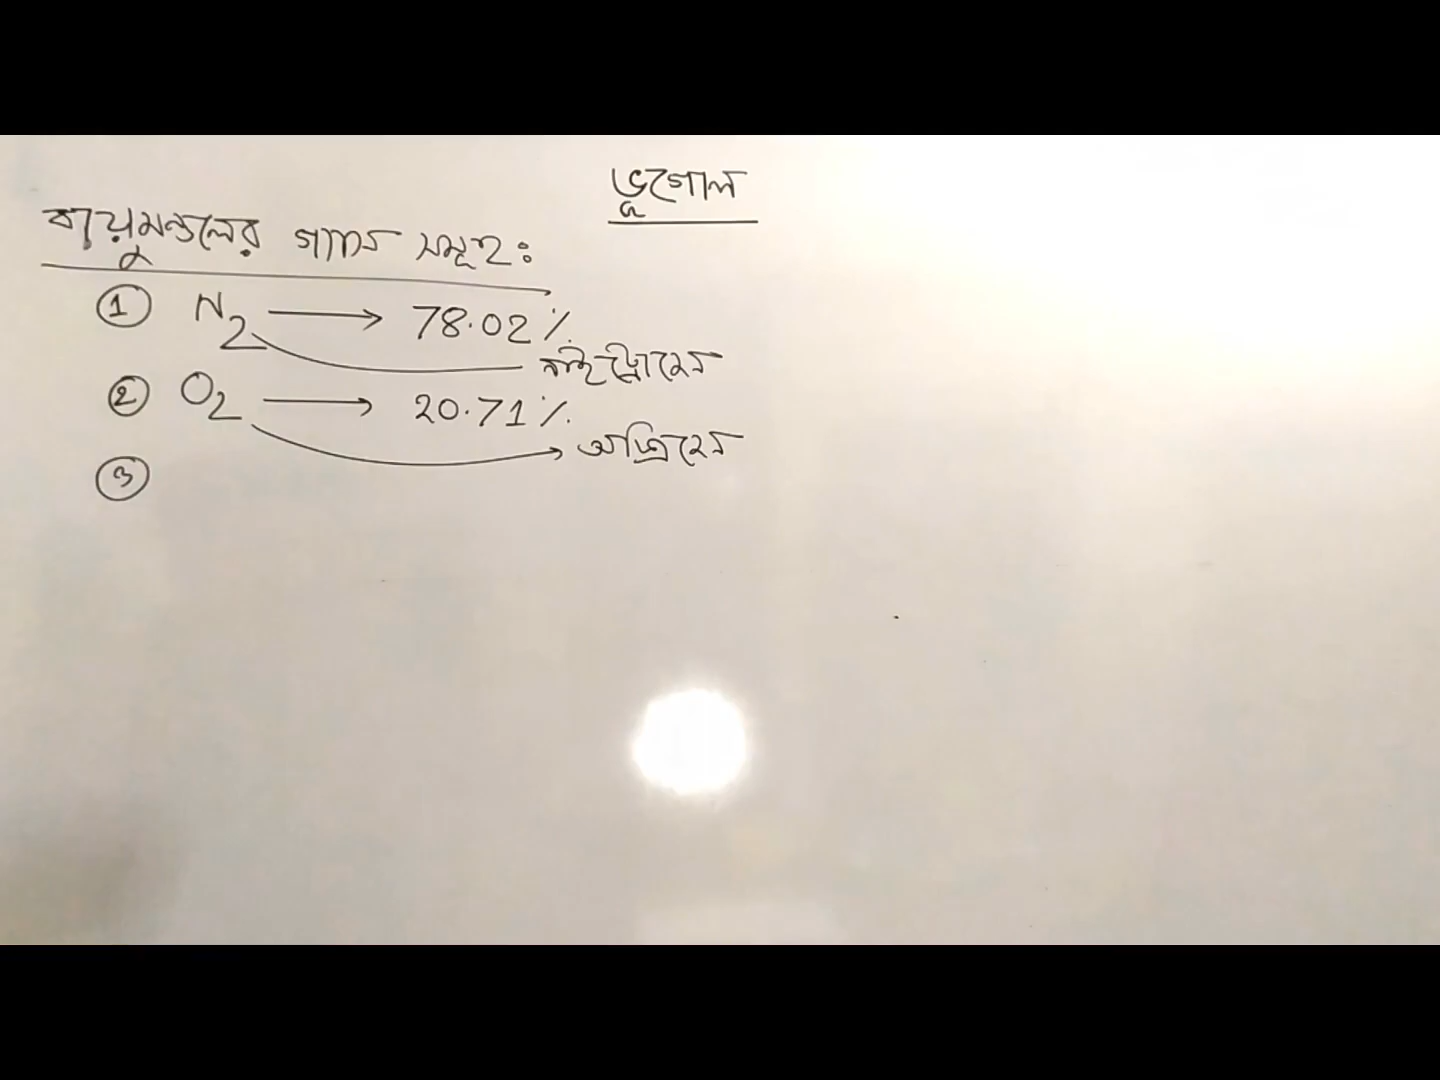 ভূগোল
বায়ুমন্ডলের গ্যাস সমূহঃ
① N₂ → 78.02%
নাইট্রোজেন
② O₂ → 20.71%
অক্সিজেন
③